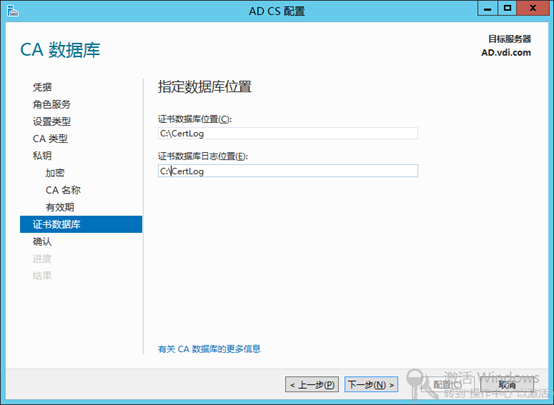 AD CS 配置
CA 数据库
目标服务器
AD.vdi.com
凭据
角色服务
设置类型
CA 类型
私钥
加密
CA 名称
有效期
证书数据库
确认
进度
结果
指定数据库位置
证书数据库位置(C):
C:\CertLog
证书数据库日志位置(E):
C:\CertLog
有关 CA 数据库的更多信息
< 上一步(P)
下一步(N) >
配置(C)
取消
激活 Windows
转到"操作中心"以激活